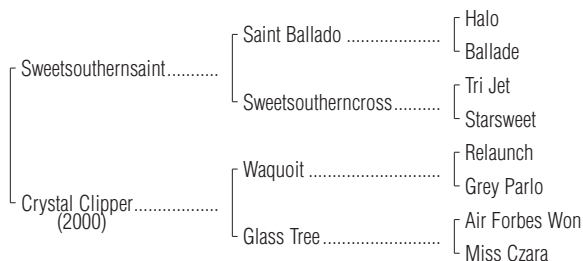 Halo
Saint Ballado ....................
Ballade
Sweetsouthernsaint..........
Tri Jet
Sweetsoutherncross..........
Starsweet
Relaunch
Waquoit ............................
Grey Parlo
Crystal Clipper.................
(2000)
Air Forbes Won
Glass Tree.........................
Miss Czara